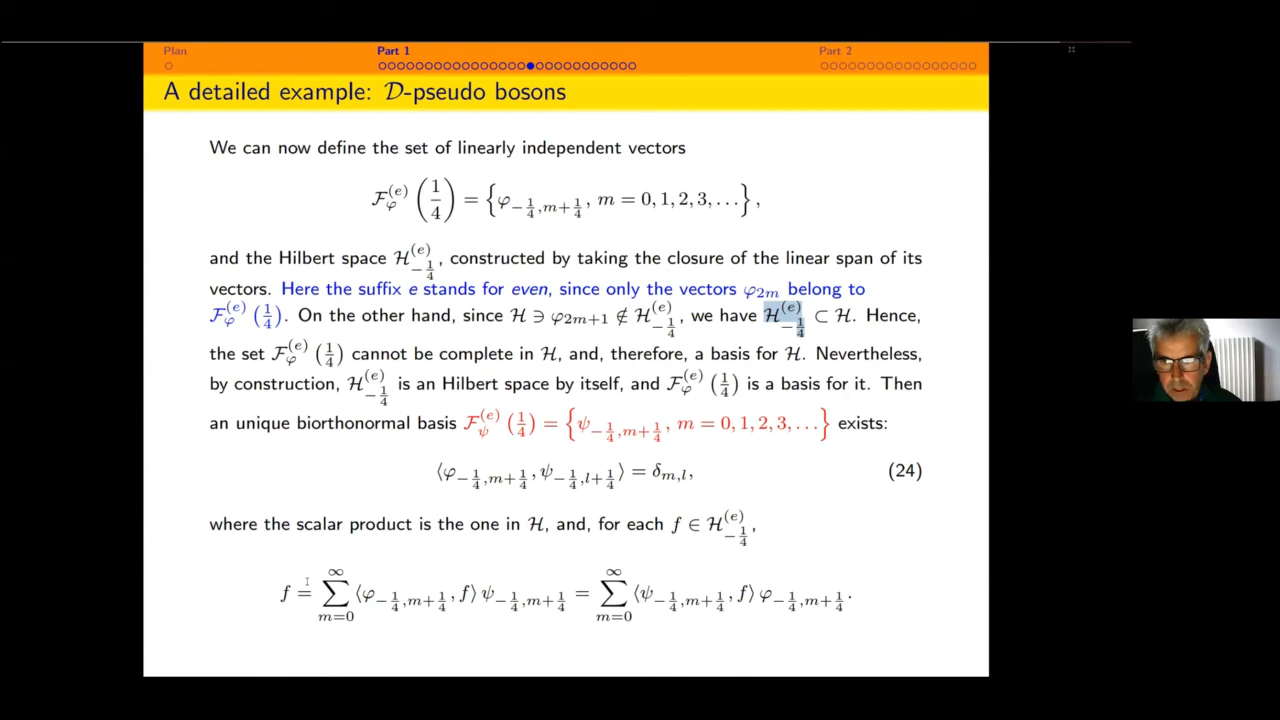 Plan Part 1 Part 2
A detailed example: 𝒟-pseudo bosons
We can now define the set of linearly independent vectors
ℱ_φ^{(e)} (1/4) = {φ_{-1/4, m+1/4}, m = 0, 1, 2, 3, . . .},
and the Hilbert space ℋ_{-1/4}^{(e)}, constructed by taking the closure of the linear span of its
vectors. Here the suffix e stands for even, since only the vectors φ_{2m} belong to
ℱ_φ^{(e)} (1/4). On the other hand, since ℋ ∋ φ_{2m+1} ∉ ℋ_{-1/4}^{(e)}, we have ℋ_{-1/4}^{(e)} ⊂ ℋ. Hence,
the set ℱ_φ^{(e)} (1/4) cannot be complete in ℋ, and, therefore, a basis for ℋ. Nevertheless,
by construction, ℋ_{-1/4}^{(e)} is an Hilbert space by itself, and ℱ_φ^{(e)} (1/4) is a basis for it. Then
an unique biorthonormal basis ℱ_ψ^{(e)} (1/4) = {ψ_{-1/4, m+1/4}, m = 0, 1, 2, 3, . . .} exists:
⟨φ_{-1/4, m+1/4}, ψ_{-1/4, l+1/4}⟩ = δ_{m,l}, (24)
where the scalar product is the one in ℋ, and, for each f ∈ ℋ_{-1/4}^{(e)},
f = ∑_{m=0}^{∞} ⟨φ_{-1/4, m+1/4}, f⟩ ψ_{-1/4, m+1/4} = ∑_{m=0}^{∞} ⟨ψ_{-1/4, m+1/4}, f⟩ φ_{-1/4, m+1/4}.